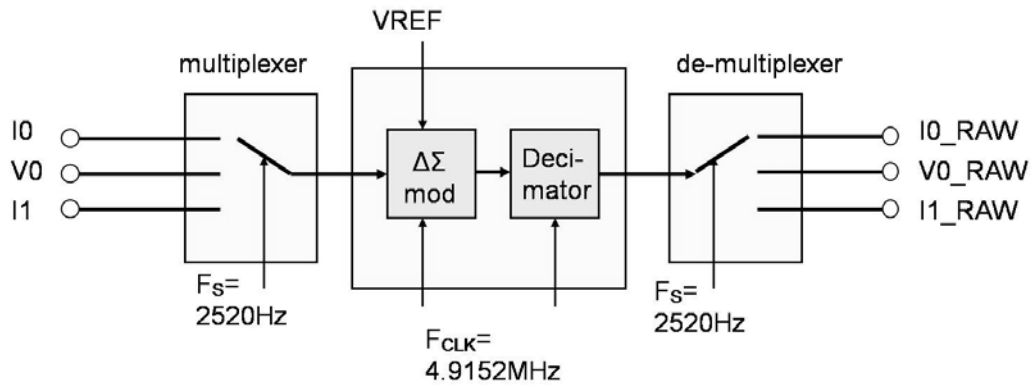 VREF
multiplexer
de-multiplexer
I0
V0
I1
ΔΣ
mod
Deci-
mator
I0_RAW
V0_RAW
I1_RAW
FS=
2520Hz
FCLK=
4.9152MHz
FS=
2520Hz